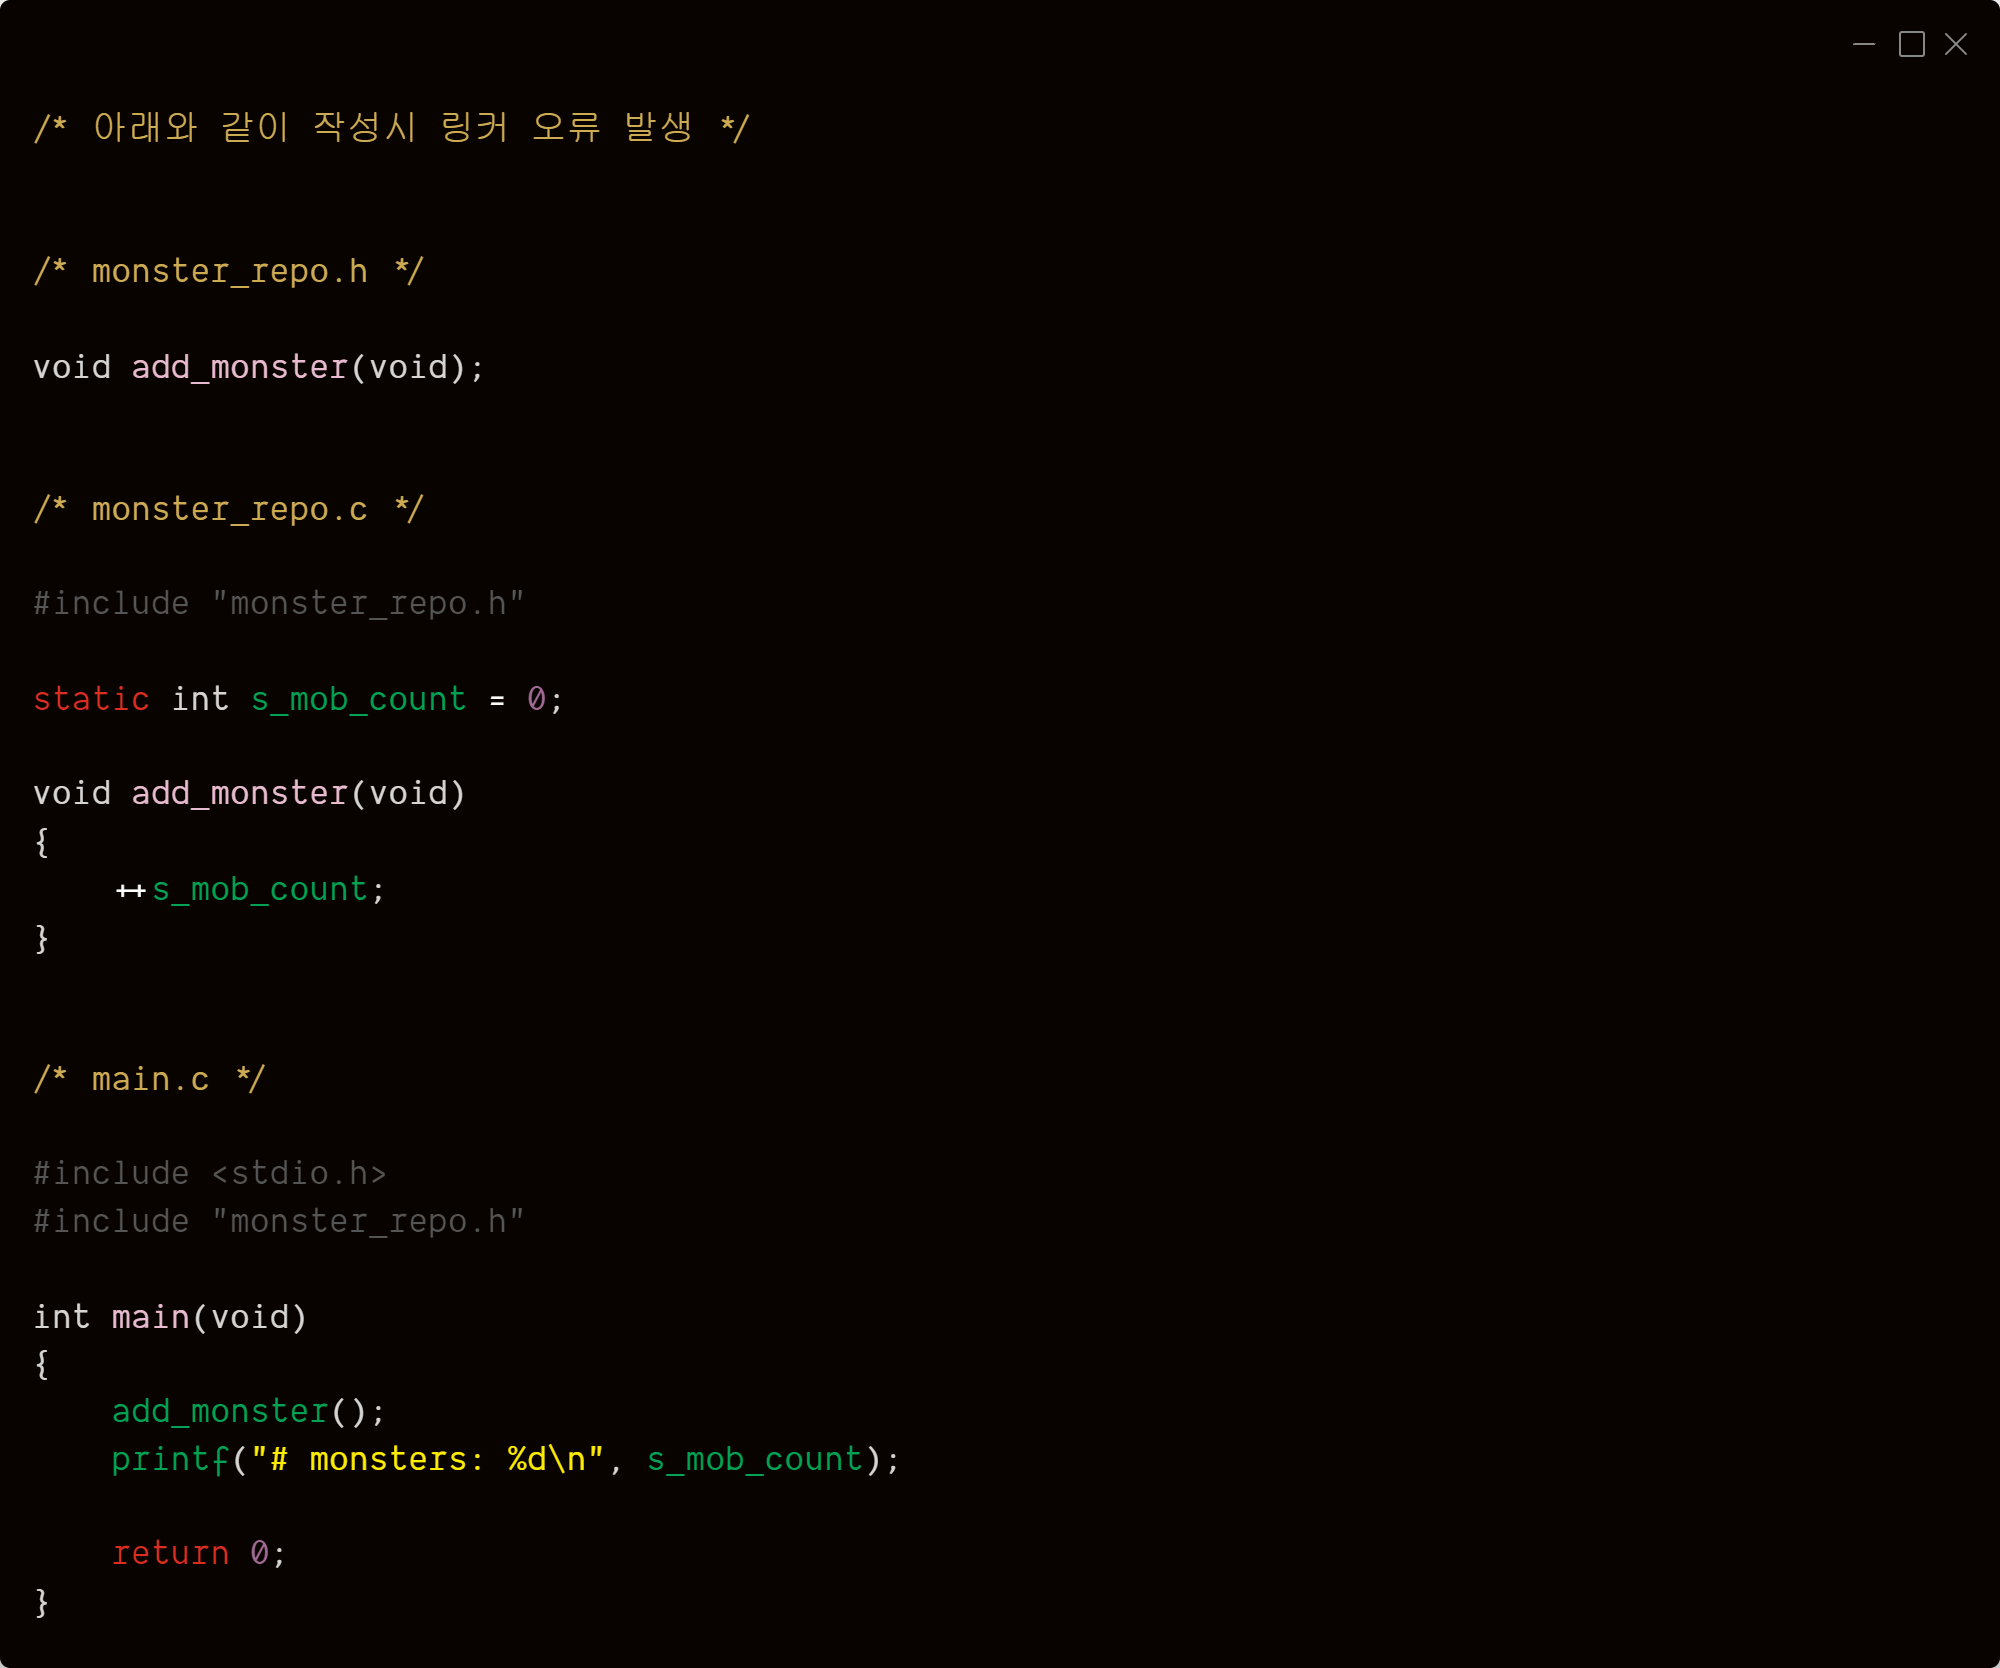 /* 아래와 같이 작성시 링커 오류 발생 */
/* monster_repo.h */
void add_monster(void);
/* monster_repo.c */
#include "monster_repo.h"
static int s_mob_count = 0;
void add_monster(void)
{
    ++s_mob_count;
}
/* main.c */
#include <stdio.h>
#include "monster_repo.h"
int main(void)
{
    add_monster();
    printf("# monsters: %d\n", s_mob_count);
    return 0;
}